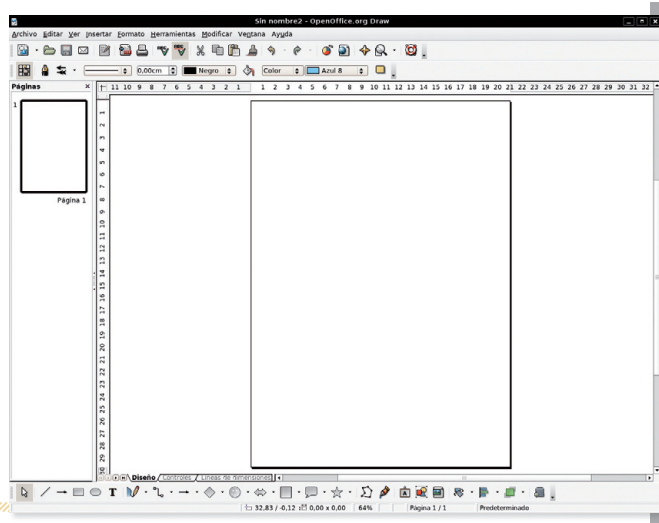 Sin nombre2 - OpenOffice.org Draw
Archivo Editar Ver Insertar Formato Herramientas Modificar Ventana Ayuda
0,00cm Negro Color Azul 8
Páginas
11 10 9 8 7 6 5 4 3 2 1 1 2 3 4 5 6 7 8 9 10 11 12 13 14 15 16 17 18 19 20 21 22 23 24 25 26 27 28 29 30 31 32
1
Página 1
1 2 3 4 5 6 7 8 9 10 11 12 13 14 15 16 17 18 19 20 21 22 23 24 25 26 27 28 29 30
Diseño Controles Líneas de dimensiones
32,83 / -0,12 0,00 x 0,00 64% Página 1 / 1 Predeterminado